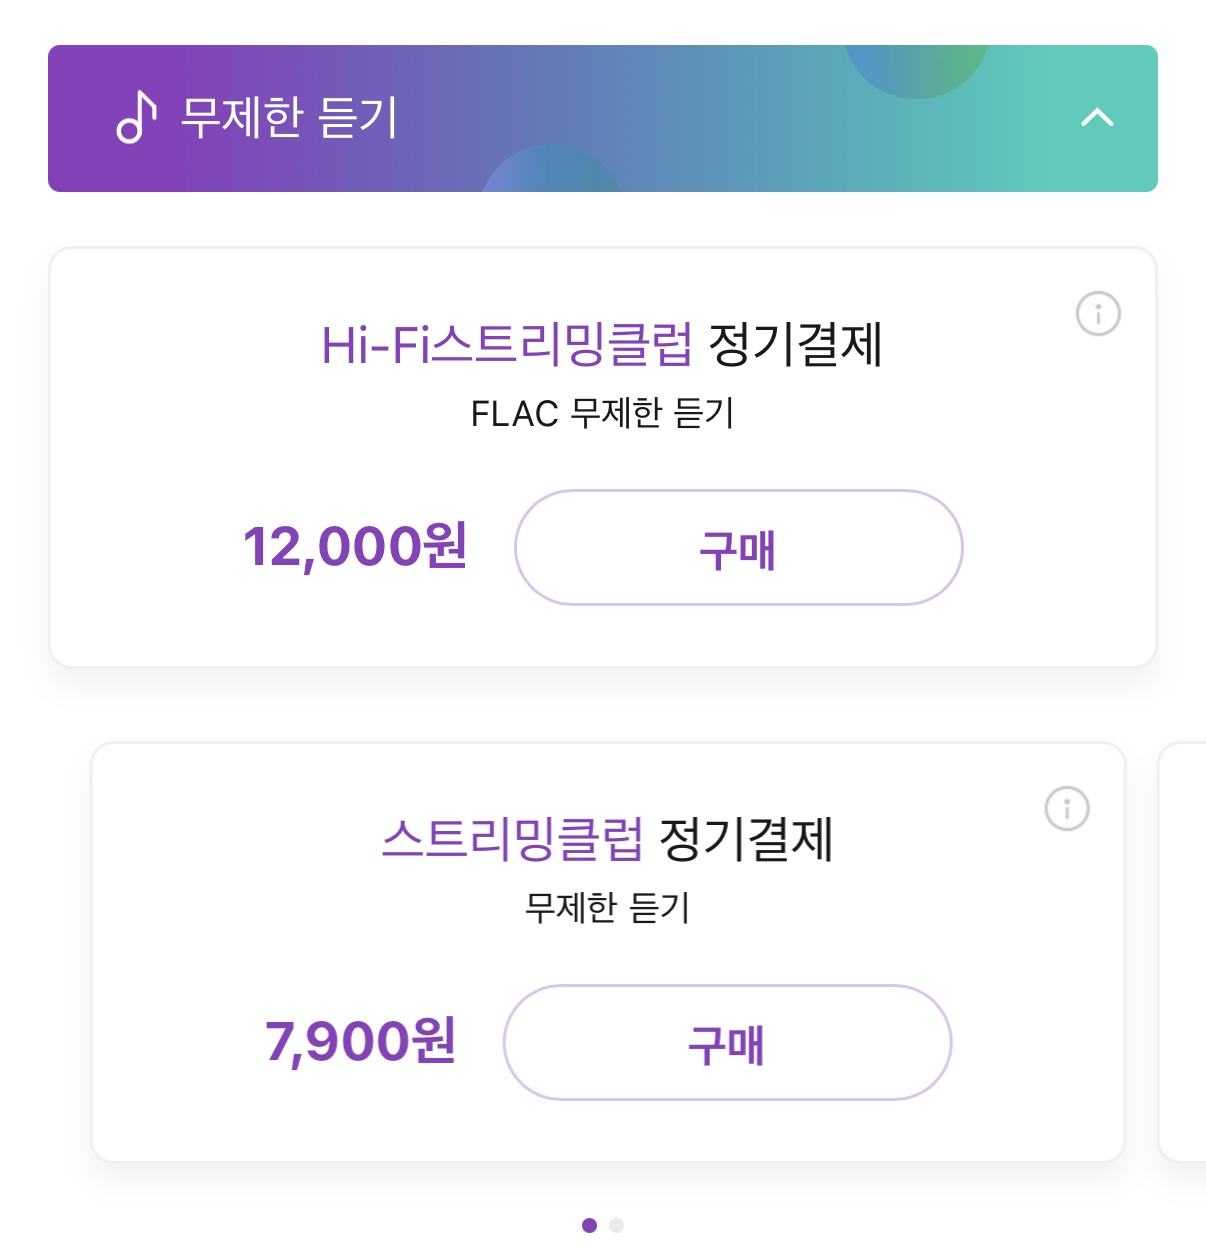 무제한 듣기
Hi-Fi스트리밍클럽 정기결제
FLAC 무제한 듣기
12,000원 구매
스트리밍클럽 정기결제
무제한 듣기
7,900원 구매